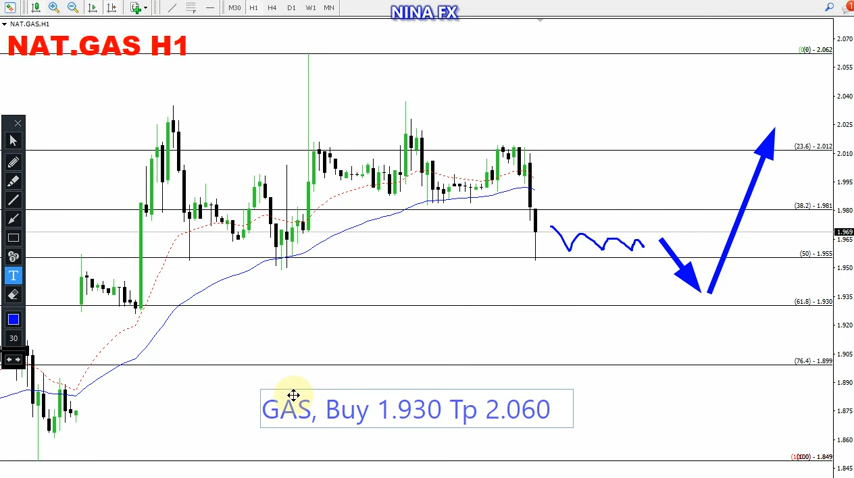 M30 H1 H4 D1 W1 MN
NINA FX
NAT.GAS.H1
NAT.GAS H1
2.070
(0) - 2.062
2.055
2.040
2.025
(23.6) - 2.012
2.010
1.995
(38.2) - 1.981
1.980
1.969
1.965
(50) - 1.955
1.950
1.935
(61.8) - 1.930
1.920
1.905
(76.4) - 1.899
1.890
1.875
1.860
(100) - 1.849
1.845
T
30
GAS, Buy 1.930 Tp 2.060